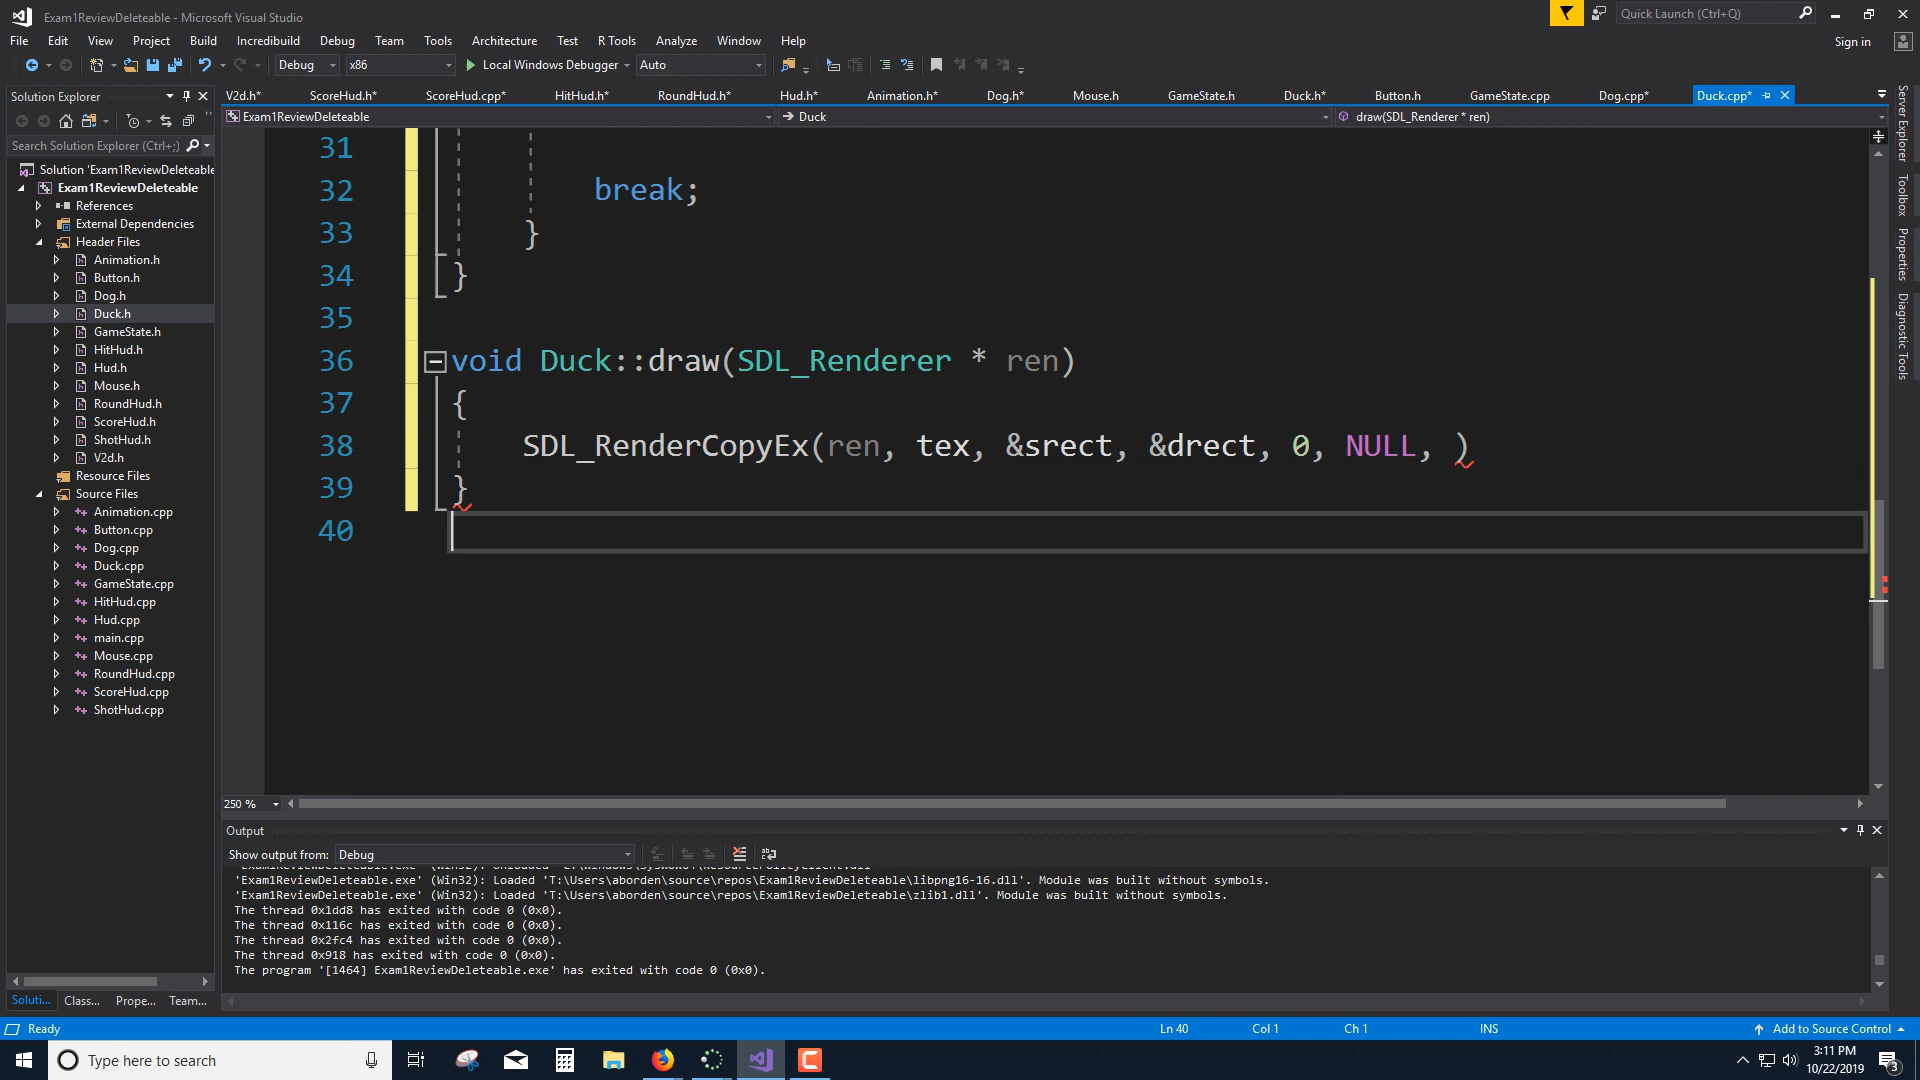 Exam1ReviewDeleteable - Microsoft Visual Studio
Quick Launch (Ctrl+Q)
File Edit View Project Build Incredibuild Debug Team Tools Architecture Test R Tools Analyze Window Help
Sign in
Debug x86 Local Windows Debugger Auto
Solution Explorer
V2d.h* ScoreHud.h* ScoreHud.cpp* HitHud.h* RoundHud.h* Hud.h* Animation.h* Dog.h* Mouse.h GameState.h Duck.h* Button.h GameState.cpp Dog.cpp* Duck.cpp*
Exam1ReviewDeleteable Duck draw(SDL_Renderer * ren)
Search Solution Explorer (Ctrl+;)
Solution 'Exam1ReviewDeleteable
Exam1ReviewDeleteable
References
External Dependencies
Header Files
Animation.h
Button.h
Dog.h
Duck.h
GameState.h
HitHud.h
Hud.h
Mouse.h
RoundHud.h
ScoreHud.h
ShotHud.h
V2d.h
Resource Files
Source Files
Animation.cpp
Button.cpp
Dog.cpp
Duck.cpp
GameState.cpp
HitHud.cpp
Hud.cpp
main.cpp
Mouse.cpp
RoundHud.cpp
ScoreHud.cpp
ShotHud.cpp
Soluti... Class... Prope... Team...
31
32 break;
33 }
34 }
35
36 void Duck::draw(SDL_Renderer * ren)
37 {
38 SDL_RenderCopyEx(ren, tex, &srect, &drect, 0, NULL, )
39 }
40
Server Explorer
Toolbox
Properties
Diagnostic Tools
250 %
Output
Show output from: Debug
'Exam1ReviewDeleteable.exe' (Win32): Loaded 'T:\Users\aborden\source\repos\Exam1ReviewDeleteable\libpng16-16.dll'. Module was built without symbols.
'Exam1ReviewDeleteable.exe' (Win32): Loaded 'T:\Users\aborden\source\repos\Exam1ReviewDeleteable\zlib1.dll'. Module was built without symbols.
The thread 0x1dd8 has exited with code 0 (0x0).
The thread 0x116c has exited with code 0 (0x0).
The thread 0x2fc4 has exited with code 0 (0x0).
The thread 0x918 has exited with code 0 (0x0).
The program '[1464] Exam1ReviewDeleteable.exe' has exited with code 0 (0x0).
Ready Ln 40 Col 1 Ch 1 INS Add to Source Control
Type here to search
3:11 PM
10/22/2019
3